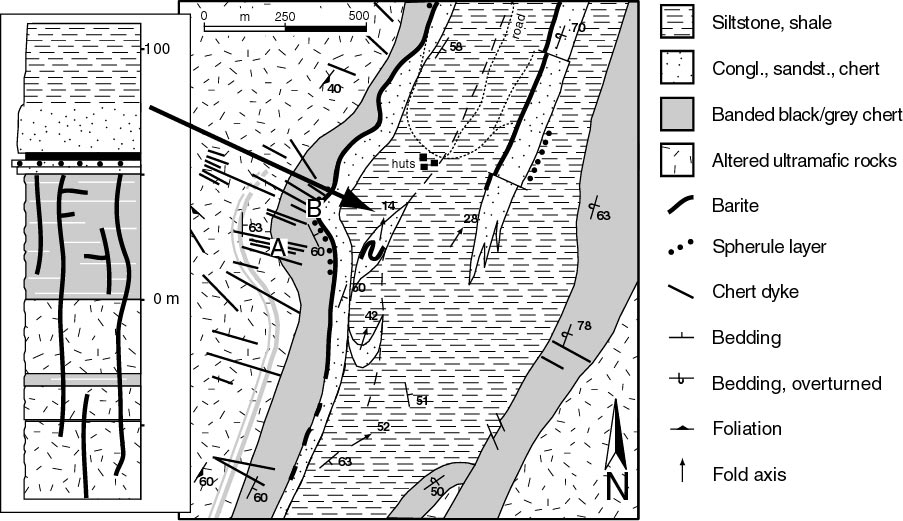 100
0 m
0 m 250 500
road
70
58
40
huts
14
B
63
28
63
A
60
60
42
78
51
52
63
60
60
50
N
Siltstone, shale
Congl., sandst., chert
Banded black/grey chert
Altered ultramafic rocks
Barite
Spherule layer
Chert dyke
Bedding
Bedding, overturned
Foliation
Fold axis